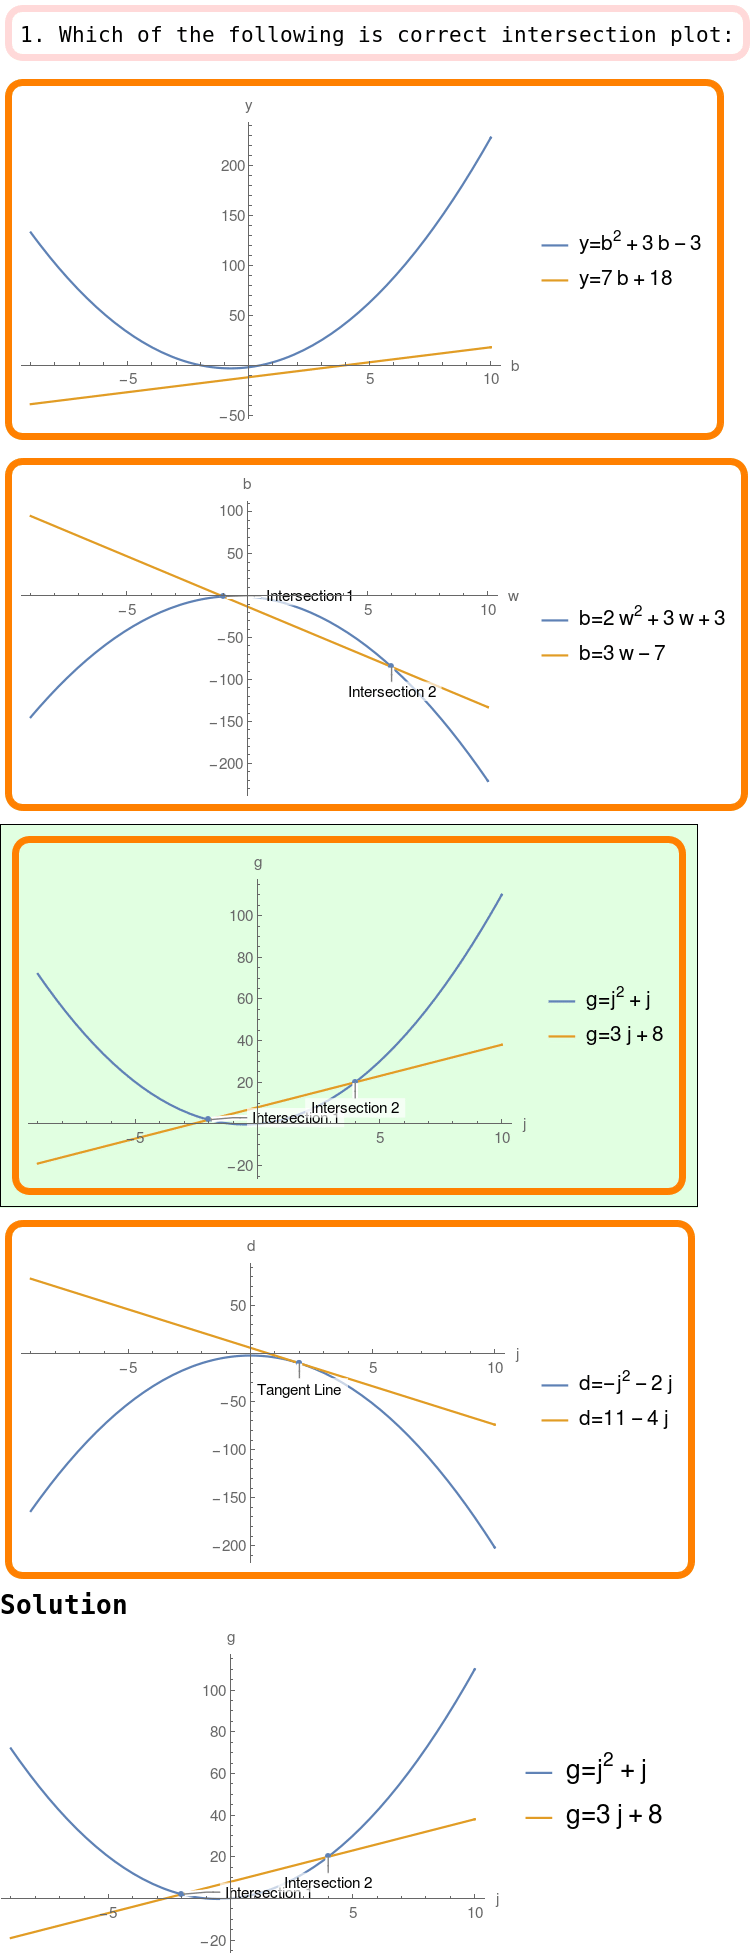 1. Which of the following is correct intersection plot:
y
200
150
100
50
−5
5
10
b
−50
y=b² + 3 b − 3
y=7 b + 18
b
100
50
−5
5
10
w
Intersection 1
−50
−100
Intersection 2
−150
−200
b=2 w² + 3 w + 3
b=3 w − 7
g
100
80
60
40
20
Intersection 2
Intersection 1
−5
5
10
j
−20
g=j² + j
g=3 j + 8
d
50
−5
5
10
j
Tangent Line
−50
−100
−150
−200
d=−j² − 2 j
d=11 − 4 j
Solution
g
100
80
60
40
20
Intersection 2
Intersection 1
−5
5
10
j
−20
g=j² + j
g=3 j + 8